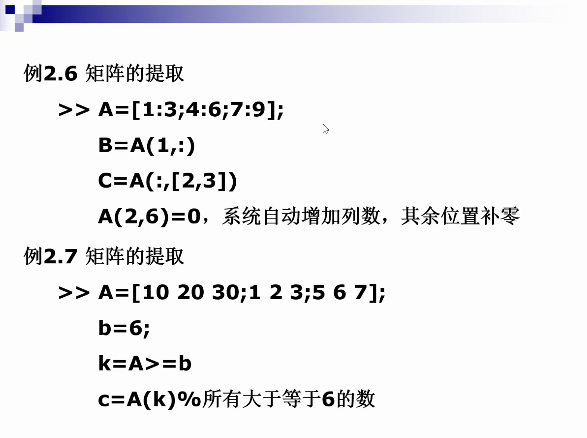 例2.6 矩阵的提取
>> A=[1:3;4:6;7:9];
B=A(1,:)
C=A(:,[2,3])
A(2,6)=0，系统自动增加列数，其余位置补零
例2.7 矩阵的提取
>> A=[10 20 30;1 2 3;5 6 7];
b=6;
k=A>=b
c=A(k)%所有大于等于6的数